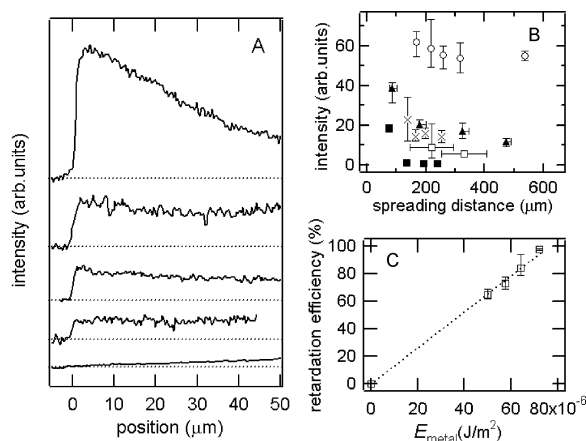 A
intensity (arb.units)
0 10 20 30 40 50
position (μm)
B
intensity (arb.units)
60
40
20
0
0 200 400 600
spreading distance (μm)
C
retardation efficiency (%)
100
80
60
40
20
0
0 20 40 60 80x10-6
Emetal(J/m2)